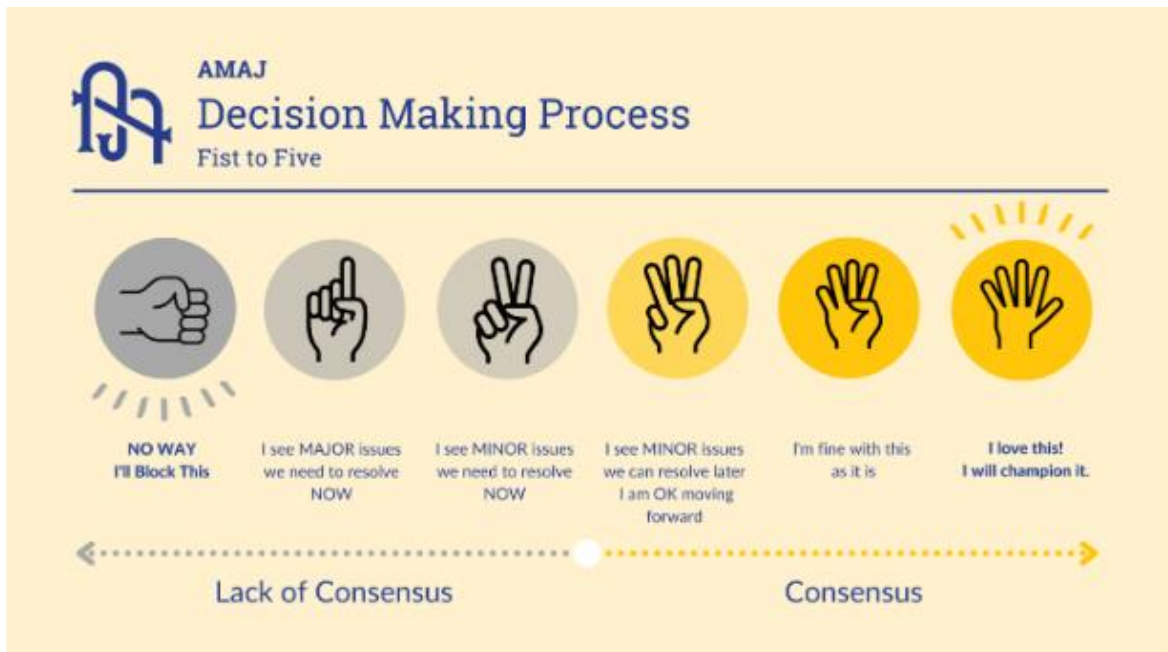 AMAJ
Decision Making Process
Fist to Five
NO WAY
I'll Block This
I see MAJOR issues
we need to resolve
NOW
I see MINOR issues
we need to resolve
NOW
I see MINOR issues
we can resolve later
I am OK moving
forward
I'm fine with this
as it is
I love this!
I will champion it.
Lack of Consensus
Consensus